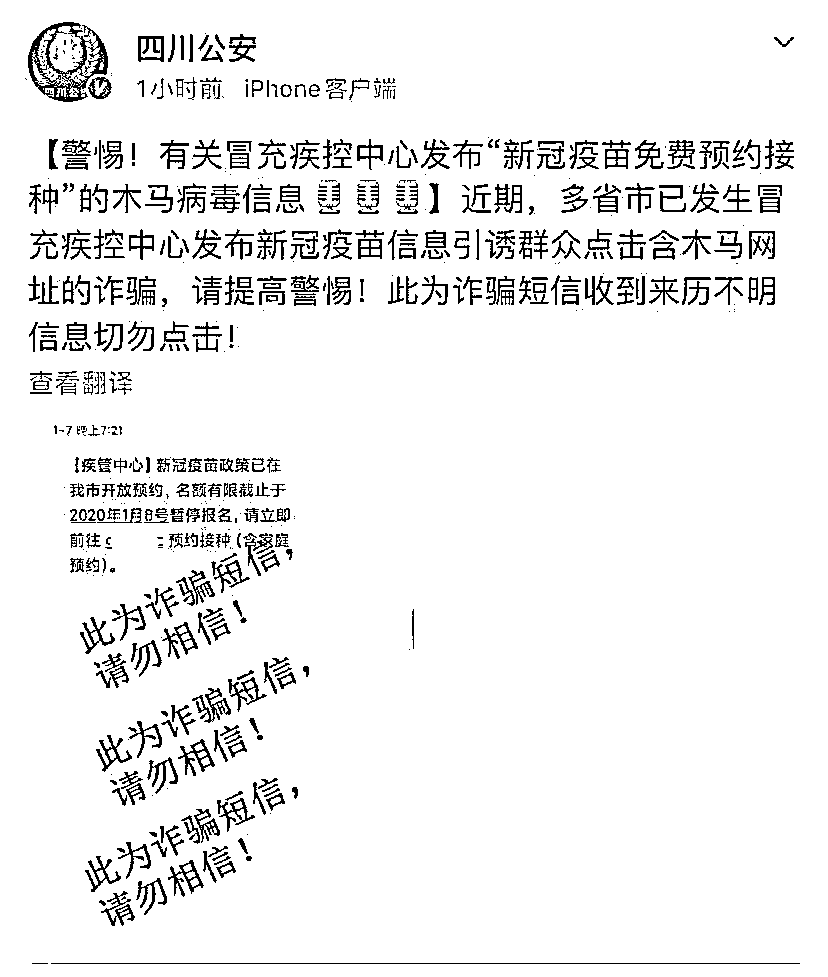 四川公安
1小时前 iPhone客户端
【警惕！有关冒充疾控中心发布“新冠疫苗免费预约接
种”的木马病毒信息】近期，多省市已发生冒
充疾控中心发布新冠疫苗信息引诱群众点击含木马网
址的诈骗，请提高警惕！此为诈骗短信收到来历不明
信息切勿点击！
查看翻译
1-7 晚上7:21
【疾管中心】新冠疫苗政策已在
我市开放预约，名额有限截止于
2020年1月8号暂停报名，请立即
前往 预约接种（含家庭
预约）。
此为诈骗短信，
请勿相信！
此为诈骗短信，
请勿相信！
此为诈骗短信，
请勿相信！